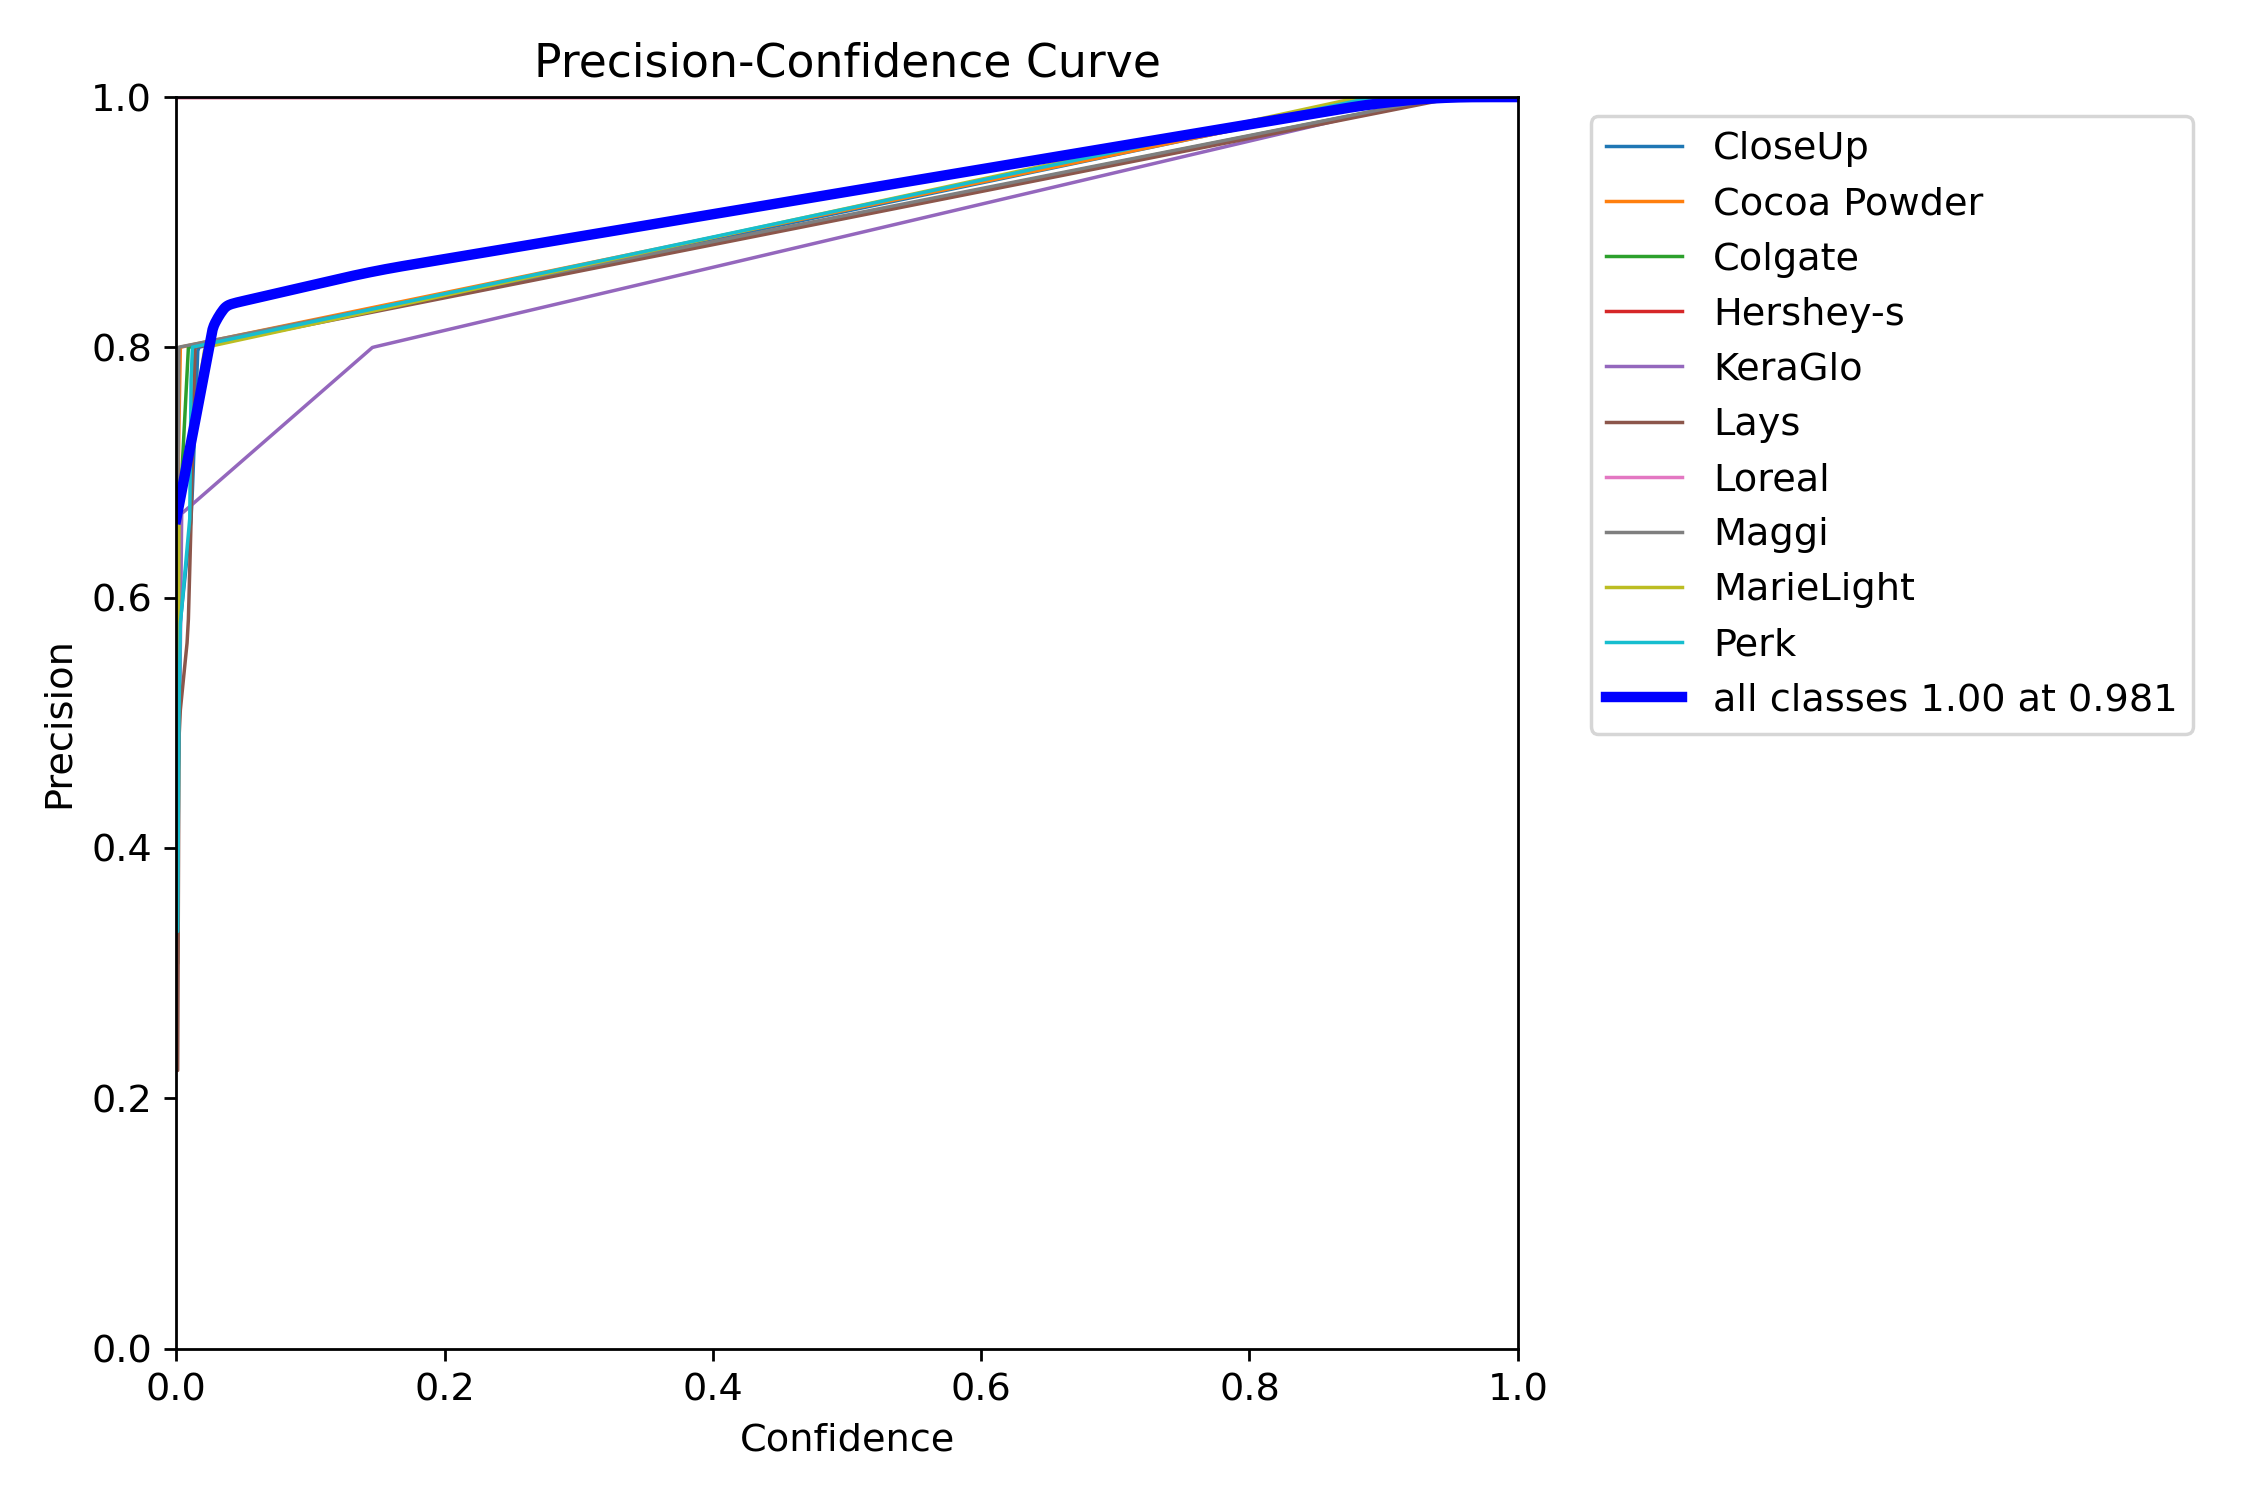 Precision-Confidence Curve
1.0
0.8
0.6
0.4
0.2
0.0
Precision
0.0 0.2 0.4 0.6 0.8 1.0
Confidence
CloseUp
Cocoa Powder
Colgate
Hershey-s
KeraGlo
Lays
Loreal
Maggi
MarieLight
Perk
all classes 1.00 at 0.981